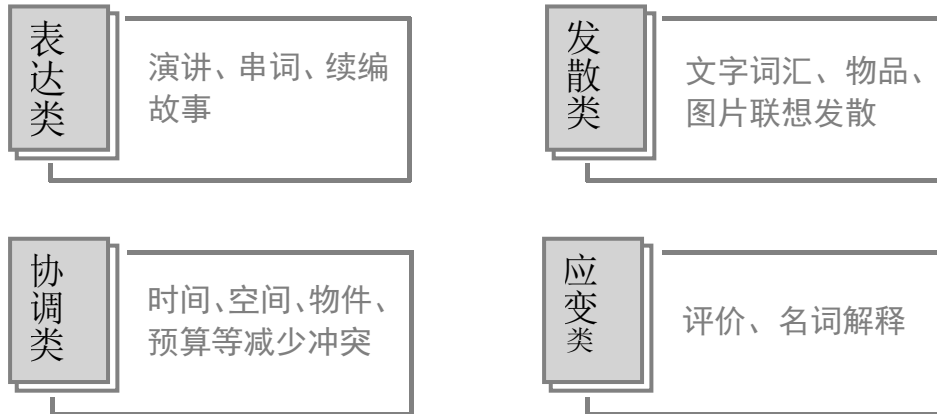 表达类
演讲、串词、续编
故事
发散类
文字词汇、物品、
图片联想发散
协调类
时间、空间、物件、
预算等减少冲突
应变类
评价、名词解释